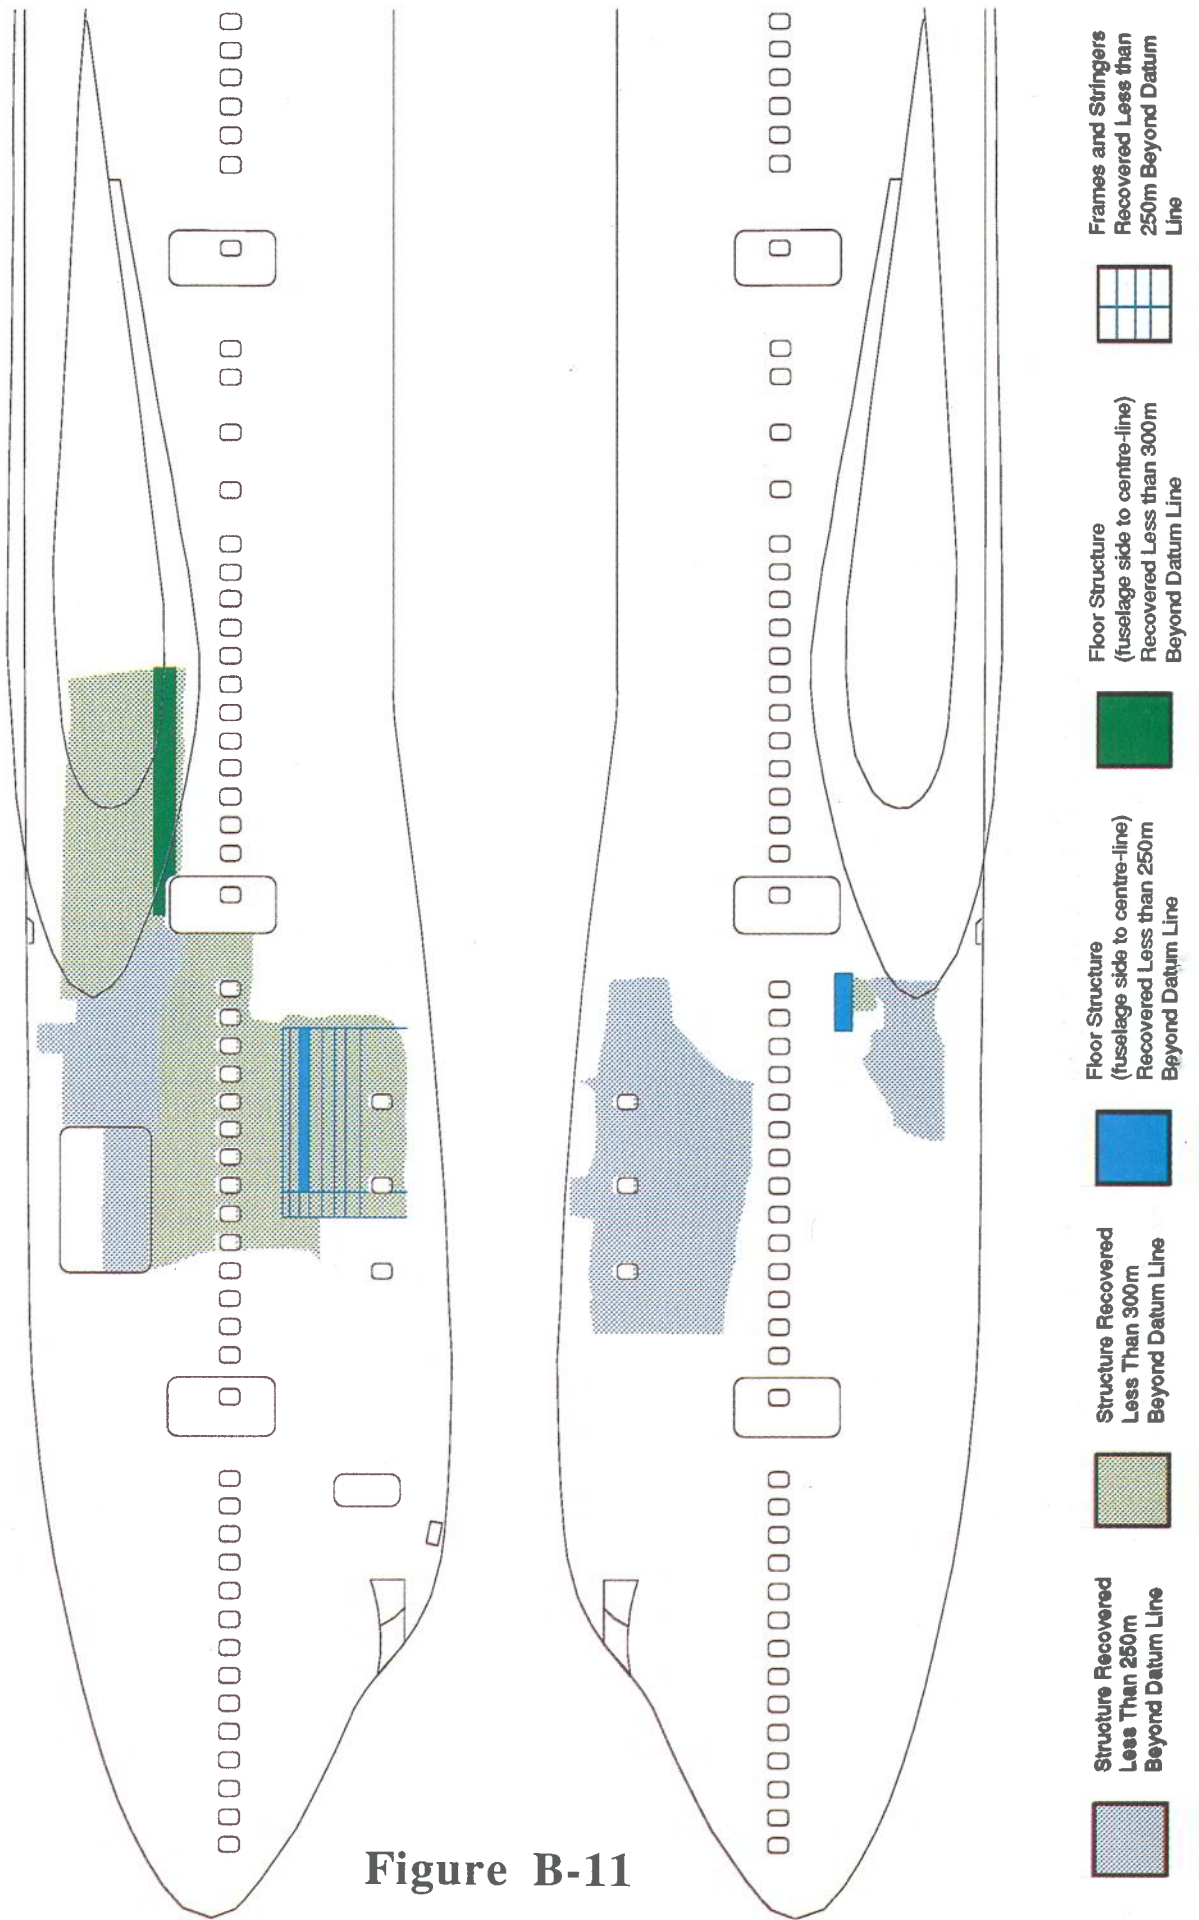 Structure Recovered
Less Than 250m
Beyond Datum Line
Structure Recovered
Less Than 300m
Beyond Datum Line
Floor Structure
(fuselage side to centre-line)
Recovered Less than 250m
Beyond Datum Line
Floor Structure
(fuselage side to centre-line)
Recovered Less than 300m
Beyond Datum Line
Frames and Stringers
Recovered Less than
250m Beyond Datum
Line
Figure B-11